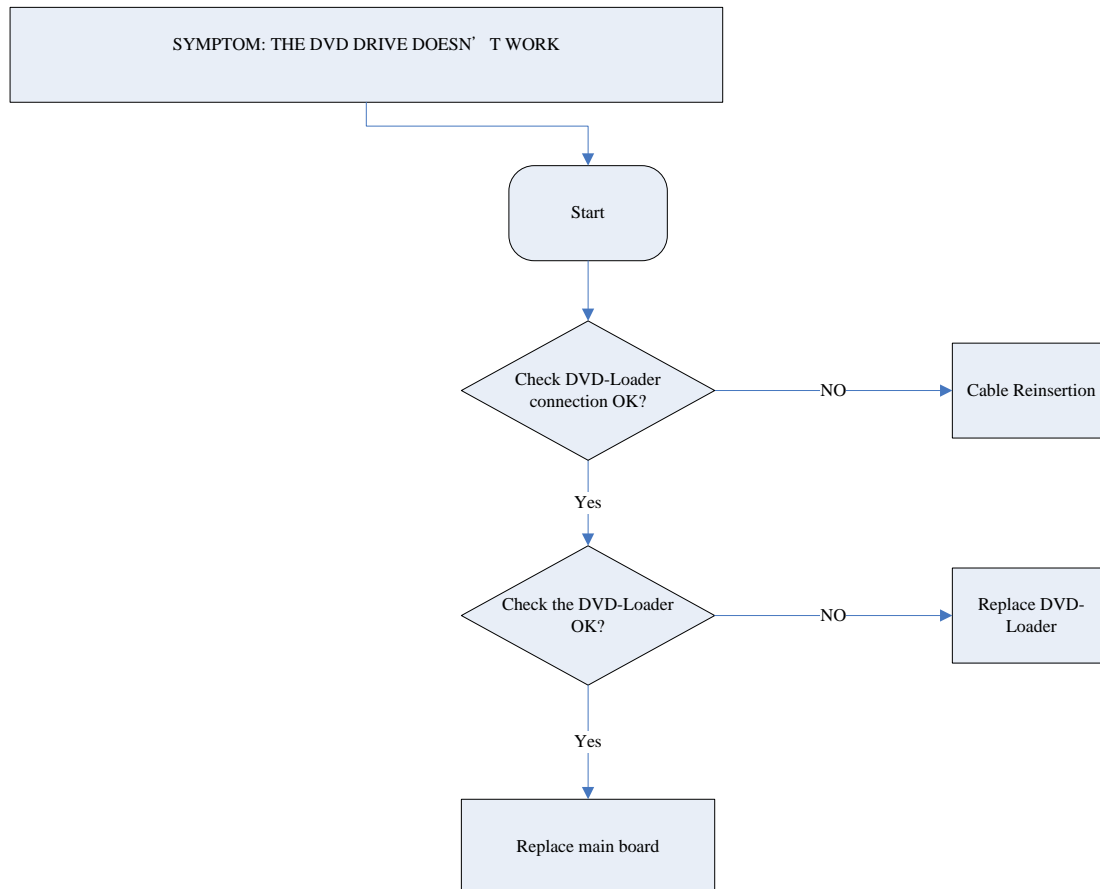 SYMPTOM: THE DVD DRIVE DOESN’ T WORK
Start
Check DVD-Loader
connection OK?
NO
Cable Reinsertion
Yes
Check the DVD-Loader
OK?
NO
Replace DVD-
Loader
Yes
Replace main board